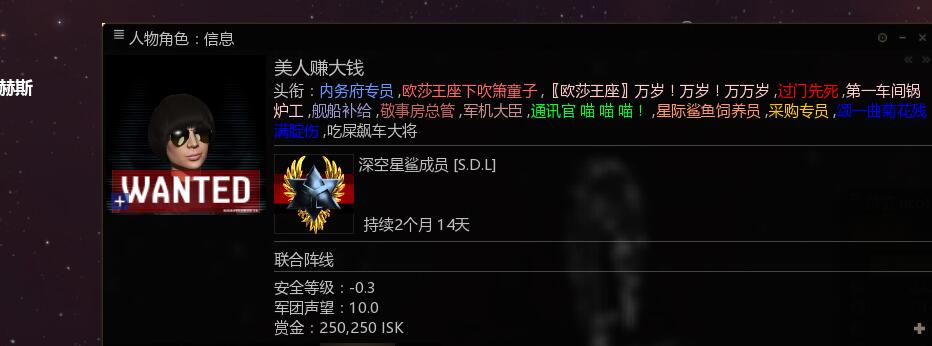 人物角色：信息
赫斯
美人赚大钱
头衔：内务府专员 ,欧莎王座下吹箫童子 ,〖欧莎王座〗万岁！万岁！万万岁 ,过门先死 ,第一车间锅
炉工 ,舰船补给 ,敬事房总管 ,军机大臣 ,通讯官 喵 喵 喵！ ,星际鲨鱼饲养员 ,采购专员 ,颂一曲菊花残
满腚伤 ,吃屎飙车大将
WANTED
深空星鲨成员 [S.D.L]
持续2个月 14天
联合阵线
安全等级：-0.3
军团声望：10.0
赏金：250,250 ISK